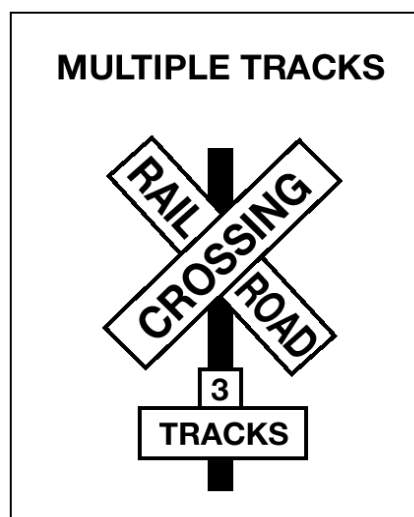 MULTIPLE TRACKS
RAIL
CROSSING
ROAD
3
TRACKS